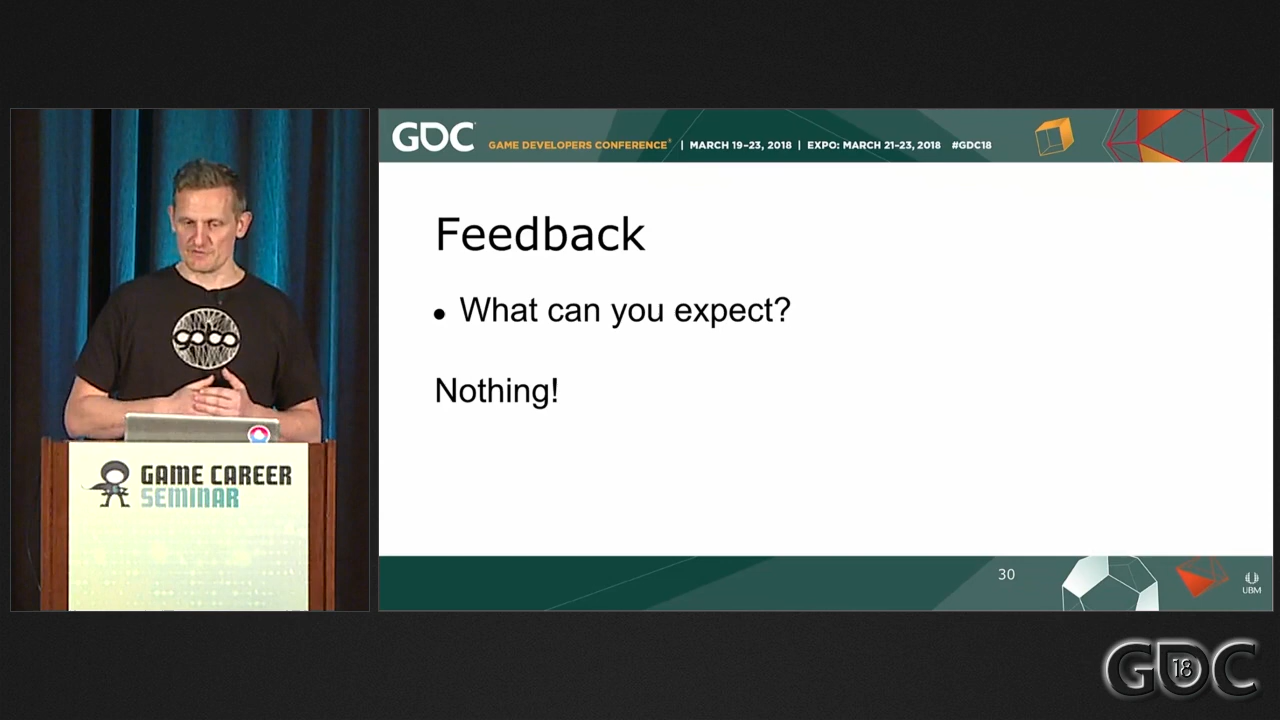 GDC
GAME DEVELOPERS CONFERENCE® | MARCH 19–23, 2018 | EXPO: MARCH 21–23, 2018 #GDC18
Feedback
• What can you expect?
Nothing!
GAME CAREER
SEMINAR
30
UBM
GDC
18